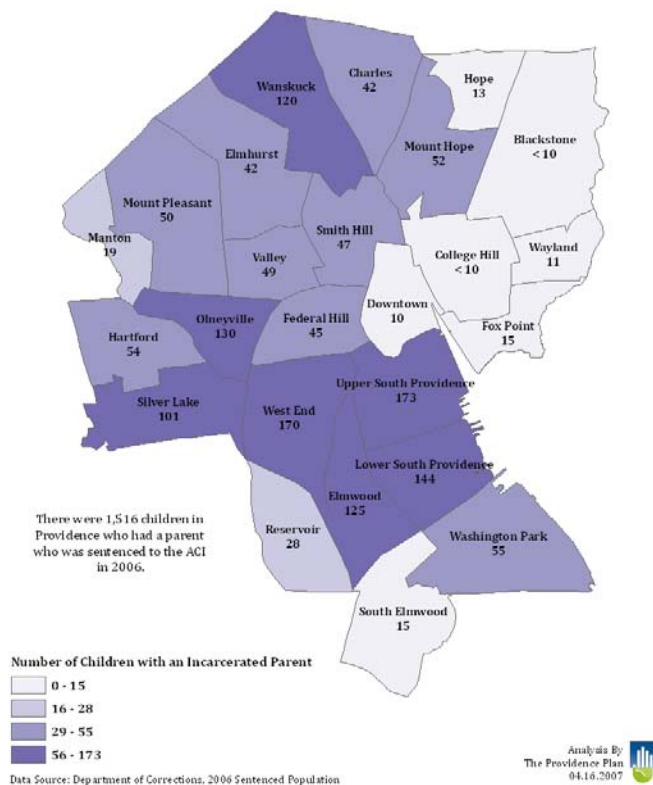 Wanskuck
120
Charles
42
Hope
13
Blackstone
< 10
Mount Hope
52
Elmhurst
42
Mount Pleasant
50
Smith Hill
47
Manton
19
Valley
49
College Hill
< 10
Wayland
11
Downtown
10
Fox Point
15
Olneyville
130
Federal Hill
45
Hartford
54
Silver Lake
101
West End
170
Upper South Providence
173
Lower South Providence
144
Elmwood
125
Reservoir
28
Washington Park
55
South Elmwood
15
There were 1,516 children in
Providence who had a parent
who was sentenced to the ACI
in 2006.
Number of Children with an Incarcerated Parent
0 - 15
16 - 28
29 - 55
56 - 173
Data Source: Department of Corrections, 2006 Sentenced Population
Analysis By
The Providence Plan
04.16.2007